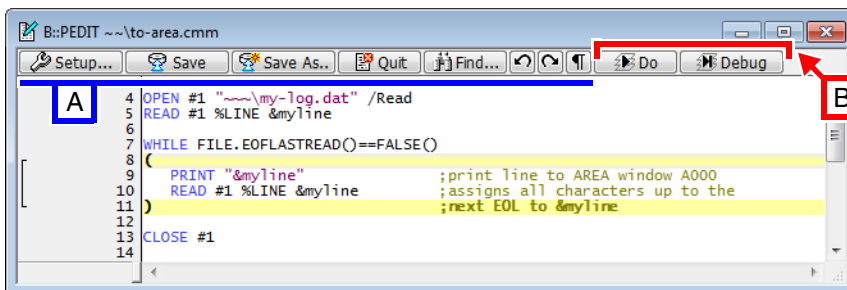 B::PEDIT ~~\to-area.cmm
Setup... Save Save As.. Quit Find... ¶ Do Debug
A
B
4 OPEN #1 "~~~\my-log.dat" /Read
5 READ #1 %LINE &myline
6
7 WHILE FILE.EOFLASTREAD()==FALSE()
8 (
9 PRINT "&myline" ;print line to AREA window A000
10 READ #1 %LINE &myline ;assigns all characters up to the
11 ) ;next EOL to &myline
12
13 CLOSE #1
14